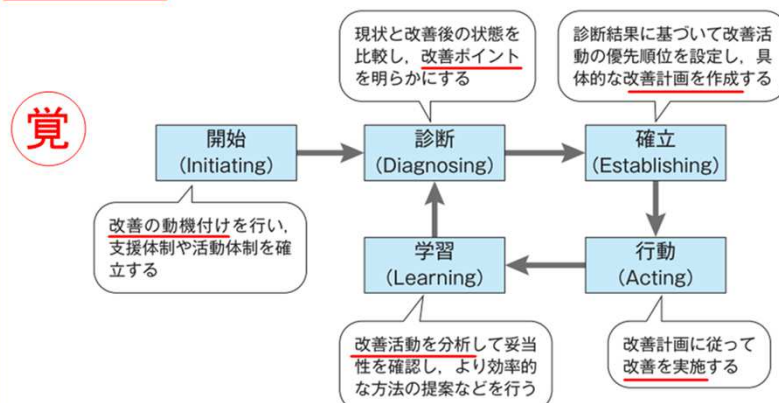 現状と改善後の状態を
比較し，改善ポイント
を明らかにする
診断結果に基づいて改善活
動の優先順位を設定し，具
体的な改善計画を作成する
覚
開始
(Initiating)
診断
(Diagnosing)
確立
(Establishing)
改善の動機付けを行い，
支援体制や活動体制を確
立する
学習
(Learning)
行動
(Acting)
改善活動を分析して妥当
性を確認し，より効率的
な方法の提案などを行う
改善計画に従って
改善を実施する